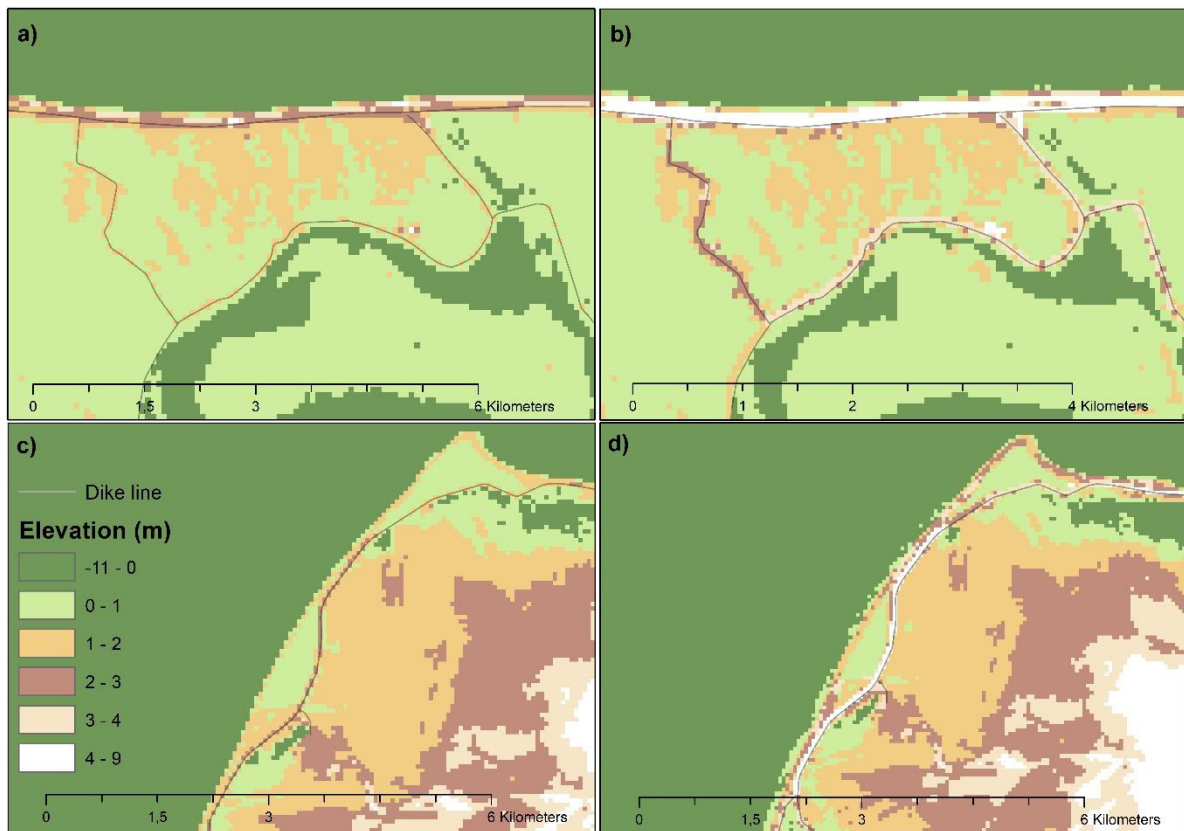 a)
b)
0 1,5 3 6 Kilometers
0 1 2 4 Kilometers
c)
d)
Dike line
Elevation (m)
-11 - 0
0 - 1
1 - 2
2 - 3
3 - 4
4 - 9
0 1,5 3 6 Kilometers
0 1,5 3 6 Kilometers